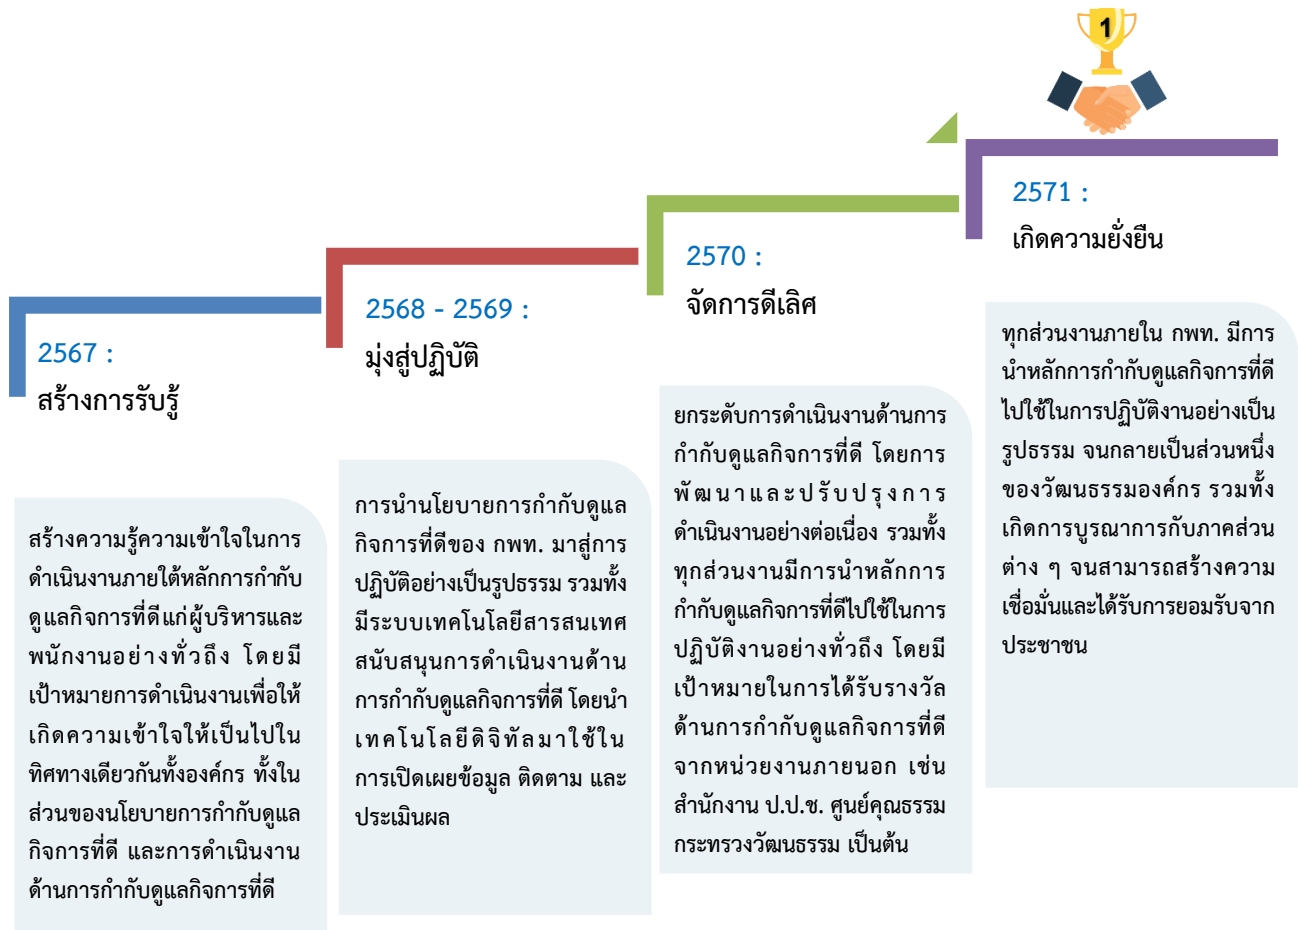 1
2567 :
สร้างการรับรู้
สร้างความรู้ความเข้าใจในการ
ดำเนินงานภายใต้หลักการกำกับ
ดูแลกิจการที่ดีแก่ผู้บริหารและ
พนักงานอย่างทั่วถึง โดยมี
เป้าหมายการดำเนินงานเพื่อให้
เกิดความเข้าใจให้เป็นไปใน
ทิศทางเดียวกันทั้งองค์กร ทั้งใน
ส่วนของนโยบายการกำกับดูแล
กิจการที่ดี และการดำเนินงาน
ด้านการกำกับดูแลกิจการที่ดี
2568 - 2569 :
มุ่งสู่ปฏิบัติ
การนำนโยบายการกำกับดูแล
กิจการที่ดีของ กพท. มาสู่การ
ปฏิบัติอย่างเป็นรูปธรรม รวมทั้ง
มีระบบเทคโนโลยีสารสนเทศ
สนับสนุนการดำเนินงานด้าน
การกำกับดูแลกิจการที่ดี โดยนำ
เทคโนโลยีดิจิทัลมาใช้ใน
การเปิดเผยข้อมูล ติดตาม และ
ประเมินผล
2570 :
จัดการดีเลิศ
ยกระดับการดำเนินงานด้านการ
กำกับดูแลกิจการที่ดี โดยการ
พัฒนาและปรับปรุงการ
ดำเนินงานอย่างต่อเนื่อง รวมทั้ง
ทุกส่วนงานมีการนำหลักการ
กำกับดูแลกิจการที่ดีไปใช้ในการ
ปฏิบัติงานอย่างทั่วถึง โดยมี
เป้าหมายในการได้รับรางวัล
ด้านการกำกับดูแลกิจการที่ดี
จากหน่วยงานภายนอก เช่น
สำนักงาน ป.ป.ช. ศูนย์คุณธรรม
กระทรวงวัฒนธรรม เป็นต้น
2571 :
เกิดความยั่งยืน
ทุกส่วนงานภายใน กพท. มีการ
นำหลักการกำกับดูแลกิจการที่ดี
ไปใช้ในการปฏิบัติงานอย่างเป็น
รูปธรรม จนกลายเป็นส่วนหนึ่ง
ของวัฒนธรรมองค์กร รวมทั้ง
เกิดการบูรณาการกับภาคส่วน
ต่าง ๆ จนสามารถสร้างความ
เชื่อมั่นและได้รับการยอมรับจาก
ประชาชน